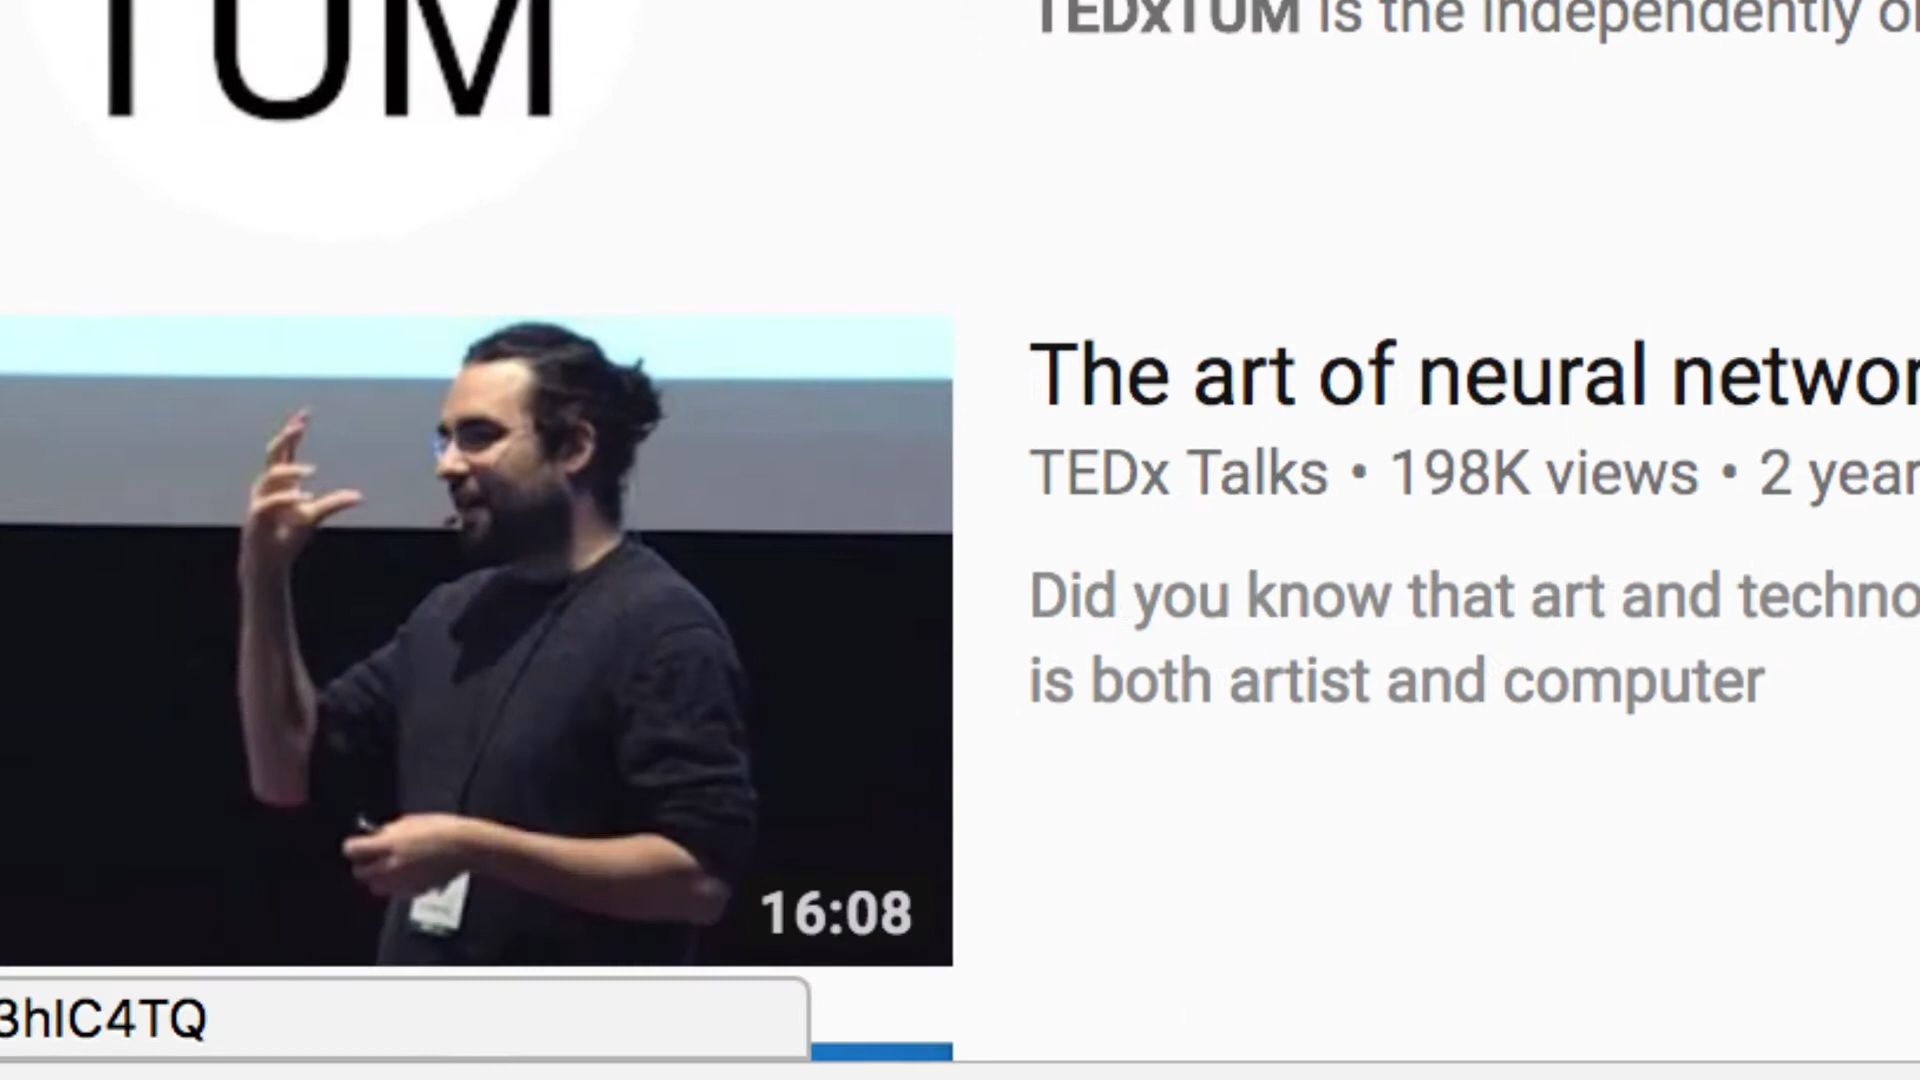 TUM
TEDxTUM is the independently
The art of neural networ
TEDx Talks • 198K views • 2 year
Did you know that art and techno
is both artist and computer
16:08
3hIC4TQ